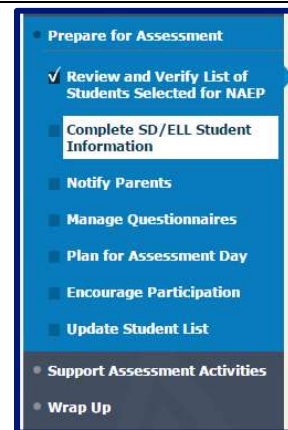 Prepare for Assessment
Review and Verify List of
Students Selected for NAEP
Complete SD/ELL Student
Information
Notify Parents
Manage Questionnaires
Plan for Assessment Day
Encourage Participation
Update Student List
Support Assessment Activities
Wrap Up